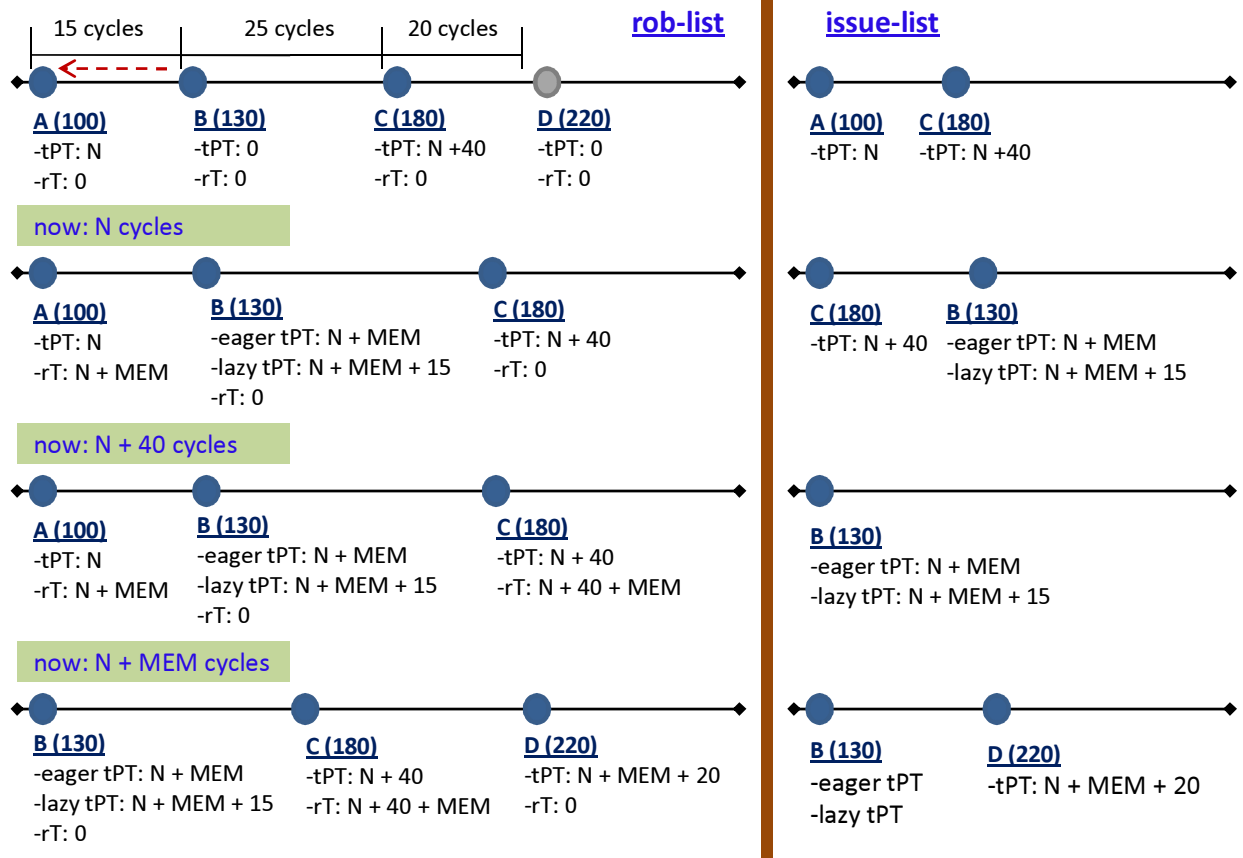 15 cycles 25 cycles 20 cycles rob-list issue-list
A (100) B (130) C (180) D (220) A (100) C (180)
-tPT: N -tPT: 0 -tPT: N +40 -tPT: 0 -tPT: N -tPT: N +40
-rT: 0 -rT: 0 -rT: 0 -rT: 0
now: N cycles
A (100) B (130) C (180) C (180) B (130)
-tPT: N -eager tPT: N + MEM -tPT: N + 40 -tPT: N + 40 -eager tPT: N + MEM
-rT: N + MEM -lazy tPT: N + MEM + 15 -rT: 0 -lazy tPT: N + MEM + 15
-rT: 0
now: N + 40 cycles
A (100) B (130) C (180) B (130)
-tPT: N -eager tPT: N + MEM -tPT: N + 40 -eager tPT: N + MEM
-rT: N + MEM -lazy tPT: N + MEM + 15 -rT: N + 40 + MEM -lazy tPT: N + MEM + 15
-rT: 0
now: N + MEM cycles
B (130) C (180) D (220) B (130) D (220)
-eager tPT: N + MEM -tPT: N + 40 -tPT: N + MEM + 20 -eager tPT -tPT: N + MEM + 20
-lazy tPT: N + MEM + 15 -rT: N + 40 + MEM -rT: 0 -lazy tPT
-rT: 0